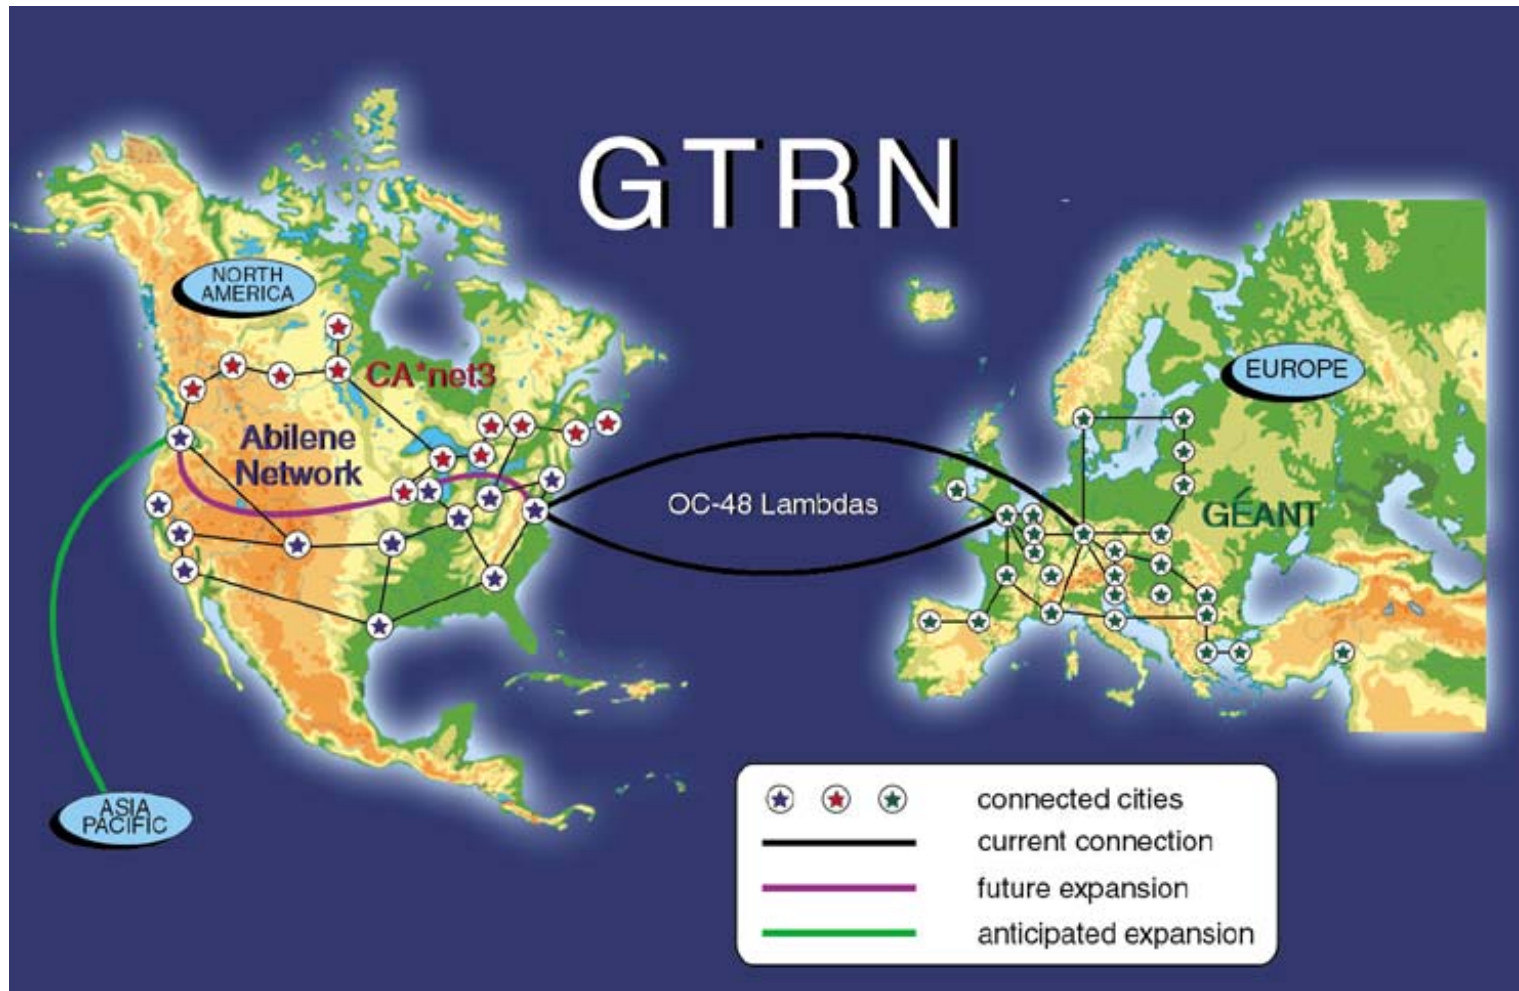 GTRN
NORTH
AMERICA
CA*net3
EUROPE
Abilene
Network
OC-48 Lambdas
GÉANT
ASIA
PACIFIC
connected cities
current connection
future expansion
anticipated expansion